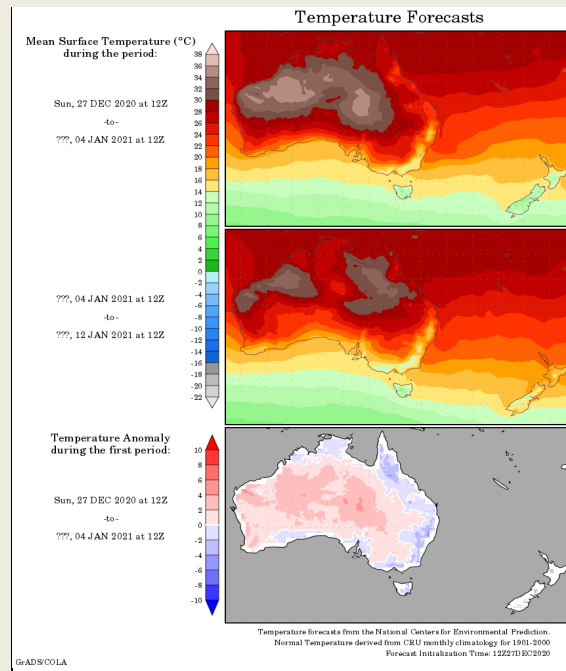 Temperature Forecasts
Mean Surface Temperature (°C)
during the period:
Sun, 27 DEC 2020 at 12Z
-to-
???, 04 JAN 2021 at 12Z
38
36
34
32
30
28
26
24
22
20
18
16
14
12
10
8
6
4
2
0
-2
-4
-6
-8
-10
-12
-14
-16
-18
-20
-22
???, 04 JAN 2021 at 12Z
-to-
???, 12 JAN 2021 at 12Z
Temperature Anomaly
during the first period:
Sun, 27 DEC 2020 at 12Z
-to-
???, 04 JAN 2021 at 12Z
10
8
6
4
2
0
-2
-4
-6
-8
-10
Temperature forecasts from the National Centers for Environmental Prediction.
Normal Temperature derived from CRU monthly climatology for 1901-2000
Forecast Initialization Time: 12Z27DEC2020
GrADS/COLA